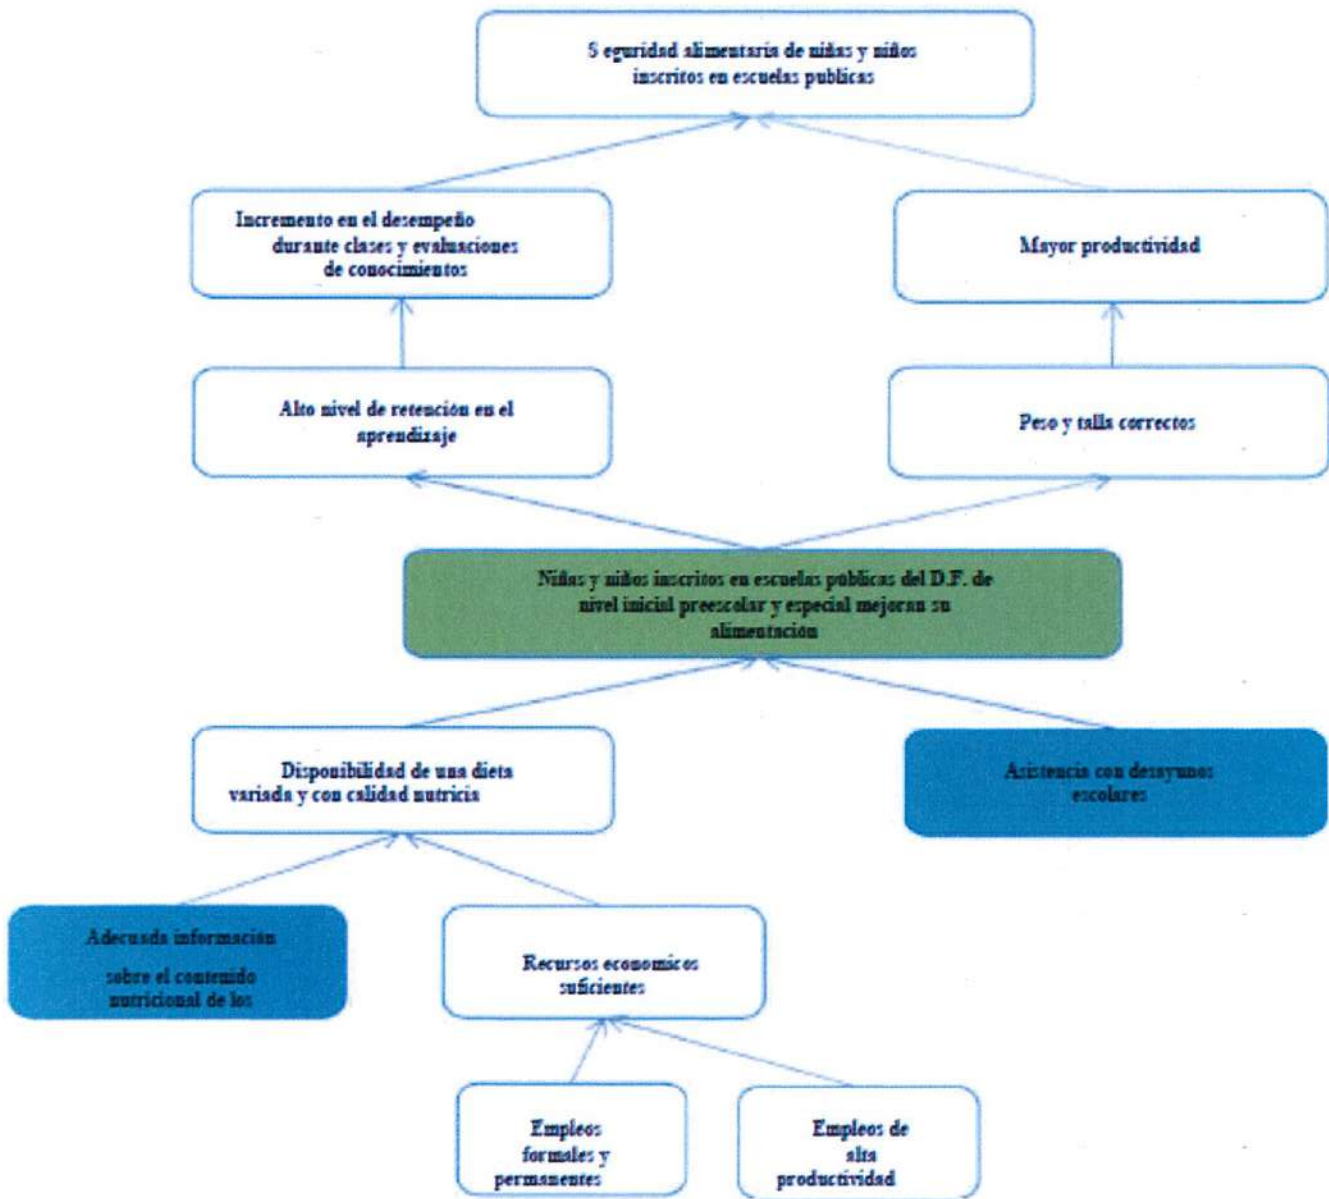 S eguridad alimentaria de niñas y niños
inscritos en escuelas publicas
Incremento en el desempeño
durante clases y evaluaciones
de conocimientos
Mayor productividad
Alto nivel de retención en el
aprendizaje
Peso y talla correctos
Niñas y niños inscritos en escuelas públicas del D.F. de
nivel inicial preescolar y especial mejoran su
alimentación
Disponibilidad de una dieta
variada y con calidad nutricia
Asistencia con desayunos
escolares
Adecuada información
sobre el contenido
nutricional de los
Recursos economicos
suficientes
Empleos
formales y
permanentes
Empleos de
alta
productividad